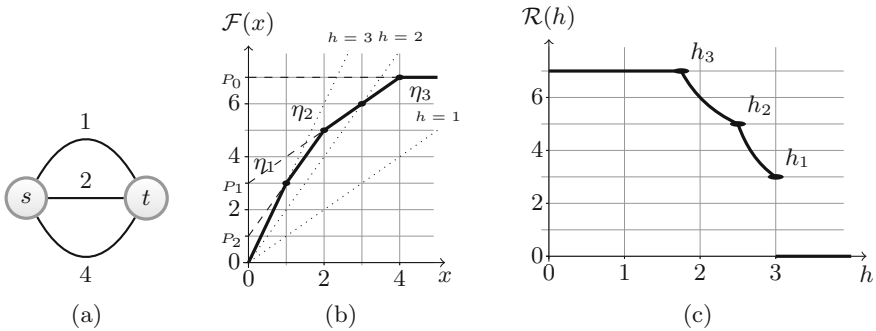 1
s
2
t
4
(a)
F(x)
h = 3
h = 2
P₀
6
η₂
η₃
h = 1
4
η₁
P₁
2
P₂
0
0
2
4
x
(b)
R(h)
h₃
6
h₂
4
h₁
2
0
0
1
2
3
h
(c)